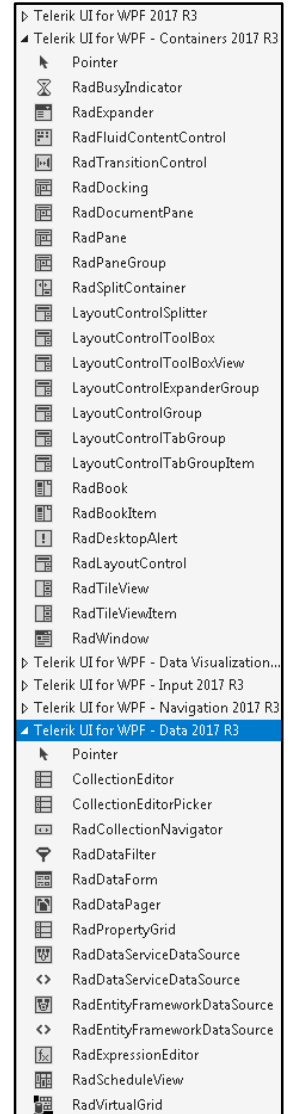 Telerik UI for WPF 2017 R3
Telerik UI for WPF - Containers 2017 R3
Pointer
RadBusyIndicator
RadExpander
RadFluidContentControl
RadTransitionControl
RadDocking
RadDocumentPane
RadPane
RadPaneGroup
RadSplitContainer
LayoutControlSplitter
LayoutControlToolBox
LayoutControlToolBoxView
LayoutControlExpanderGroup
LayoutControlGroup
LayoutControlTabGroup
LayoutControlTabGroupItem
RadBook
RadBookItem
RadDesktopAlert
RadLayoutControl
RadTileView
RadTileViewItem
RadWindow
Telerik UI for WPF - Data Visualization...
Telerik UI for WPF - Input 2017 R3
Telerik UI for WPF - Navigation 2017 R3
Telerik UI for WPF - Data 2017 R3
Pointer
CollectionEditor
CollectionEditorPicker
RadCollectionNavigator
RadDataFilter
RadDataForm
RadDataPager
RadPropertyGrid
RadDataServiceDataSource
RadDataServiceDataSource
RadEntityFrameworkDataSource
RadEntityFrameworkDataSource
RadExpressionEditor
RadScheduleView
RadVirtualGrid